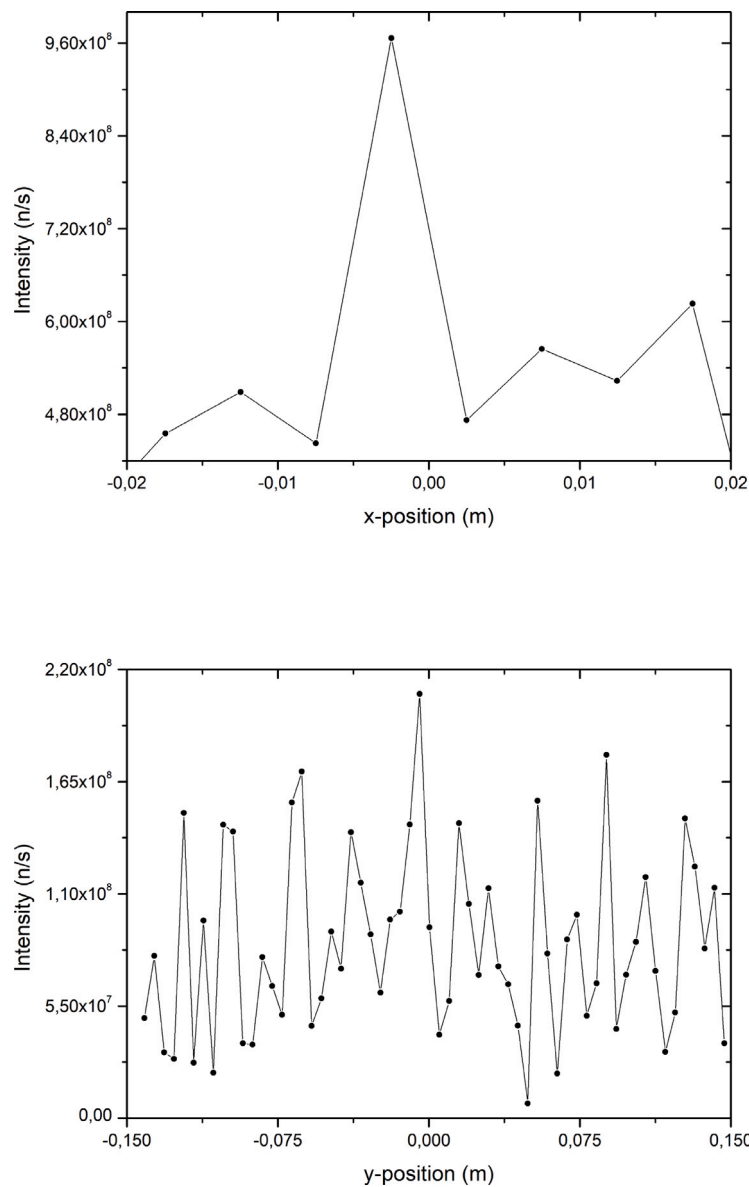 9,60x10⁸
8,40x10⁸
7,20x10⁸
6,00x10⁸
4,80x10⁸
Intensity (n/s)
-0,02
-0,01
0,00
0,01
0,02
x-position (m)
2,20x10⁸
1,65x10⁸
1,10x10⁸
5,50x10⁷
0,00
Intensity (n/s)
-0,150
-0,075
0,000
0,075
0,150
y-position (m)